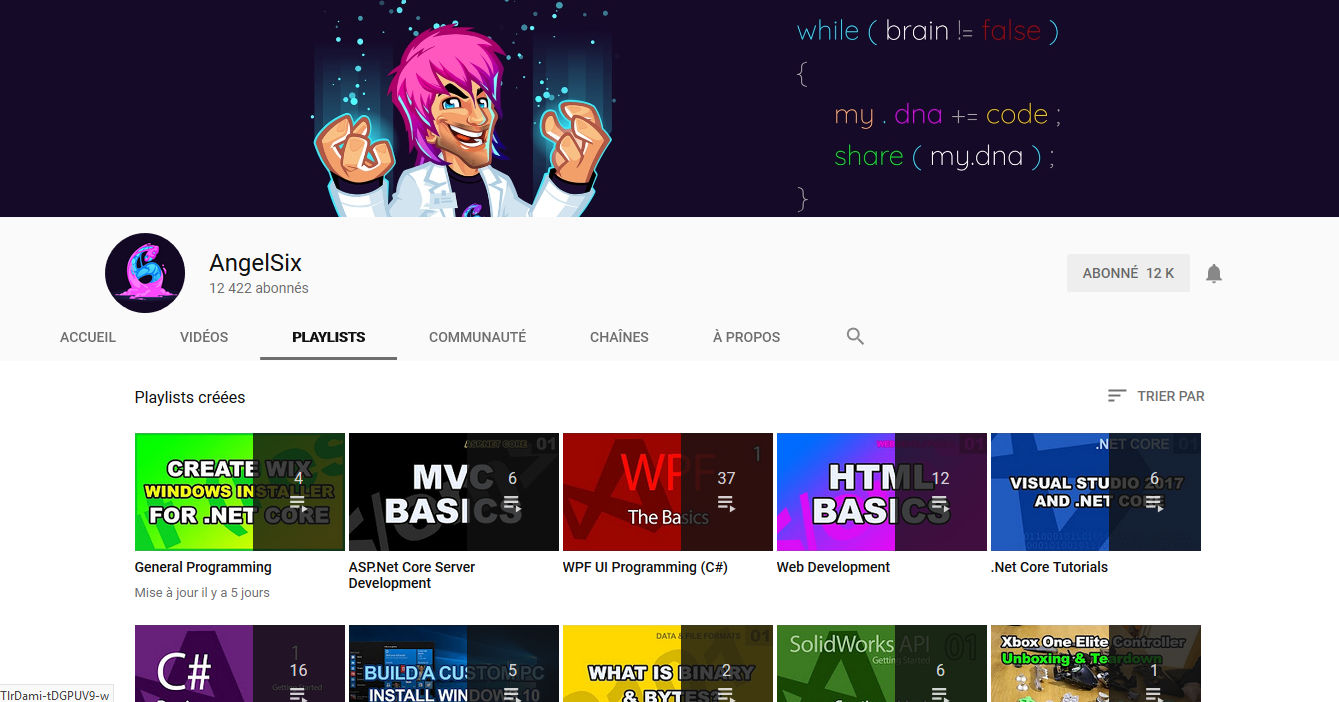 while ( brain != false )
{
my . dna += code ;
share ( my.dna ) ;
}
AngelSix
12 422 abonnés
ABONNÉ 12 K
ACCUEIL VIDÉOS PLAYLISTS COMMUNAUTÉ CHAÎNES À PROPOS
Playlists créées
TRIER PAR
CREATE WIX
WINDOWS INSTALLER
FOR .NET CORE
4
General Programming
Mise à jour il y a 5 jours
ASP.NET CORE 01
MVC
BASICS
6
ASP.Net Core Server
Development
1
WPF
The Basics
37
WPF UI Programming (C#)
01
HTML
BASICS
12
Web Development
.NET CORE 01
VISUAL STUDIO 2017
AND .NET CORE
6
.Net Core Tutorials
C#
1
Getting Started
16
BUILD A CUSTOM PC
INSTALL WINDOWS 10
5
DATA & FILE FORMATS 01
WHAT IS BINARY
& BYTES?
2
SolidWorks API 01
Getting Started
6
Xbox One Elite Controller
Unboxing & Teardown
1
TIrDami-tDGPUV9-w